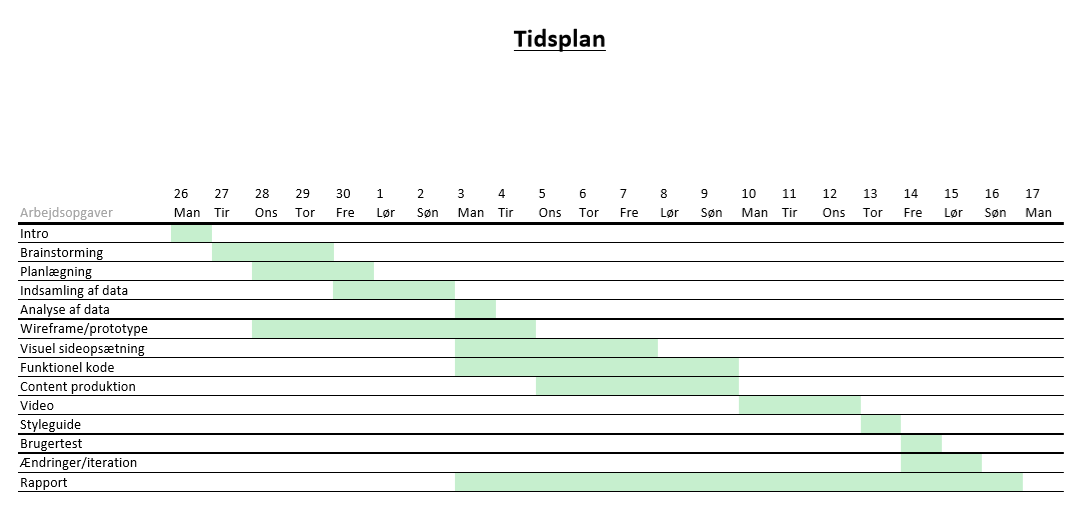 Tidsplan
26 27 28 29 30 1 2 3 4 5 6 7 8 9 10 11 12 13 14 15 16 17
Arbejdsopgaver Man Tir Ons Tor Fre Lør Søn Man Tir Ons Tor Fre Lør Søn Man Tir Ons Tor Fre Lør Søn Man
Intro
Brainstorming
Planlægning
Indsamling af data
Analyse af data
Wireframe/prototype
Visuel sideopsætning
Funktionel kode
Content produktion
Video
Styleguide
Brugertest
Ændringer/iteration
Rapport